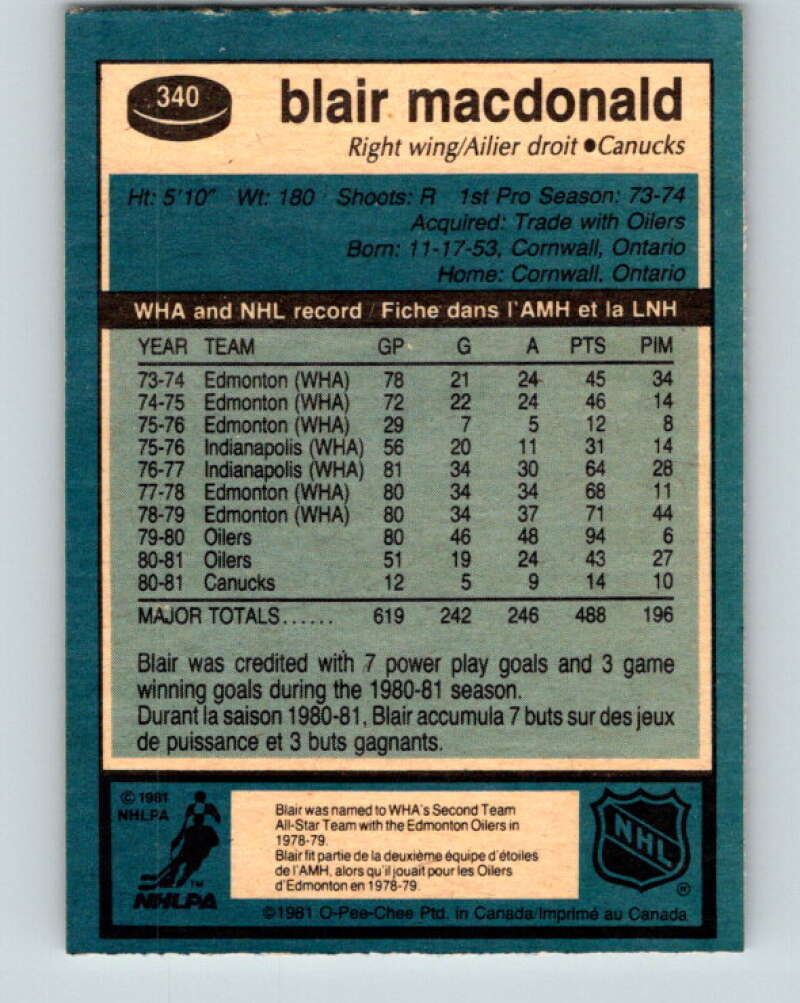 340
blair macdonald
Right wing/Ailier droit ●Canucks
Ht: 5'10" Wt: 180 Shoots: R 1st Pro Season: 73-74
Acquired: Trade with Oilers
Born: 11-17-53, Cornwall, Ontario
Home: Cornwall, Ontario
WHA and NHL record / Fiche dans l'AMH et la LNH
YEAR TEAM GP G A PTS PIM
73-74 Edmonton (WHA) 78 21 24 45 34
74-75 Edmonton (WHA) 72 22 24 46 14
75-76 Edmonton (WHA) 29 7 5 12 8
75-76 Indianapolis (WHA) 56 20 11 31 14
76-77 Indianapolis (WHA) 81 34 30 64 28
77-78 Edmonton (WHA) 80 34 34 68 11
78-79 Edmonton (WHA) 80 34 37 71 44
79-80 Oilers 80 46 48 94 6
80-81 Oilers 51 19 24 43 27
80-81 Canucks 12 5 9 14 10
MAJOR TOTALS...... 619 242 246 488 196
Blair was credited with 7 power play goals and 3 game
winning goals during the 1980-81 season.
Durant la saison 1980-81, Blair accumula 7 buts sur des jeux
de puissance et 3 buts gagnants.
© 1981
NHLPA
TM
NHLPA
Blair was named to WHA's Second Team
All-Star Team with the Edmonton Oilers in
1978-79.
Blair fit partie de la deuxième équipe d'étoiles
de l'AMH, alors qu'il jouait pour les Oilers
d'Edmonton en 1978-79.
NHL
®
©1981 O-Pee-Chee Ptd. in Canada/Imprimé au Canada